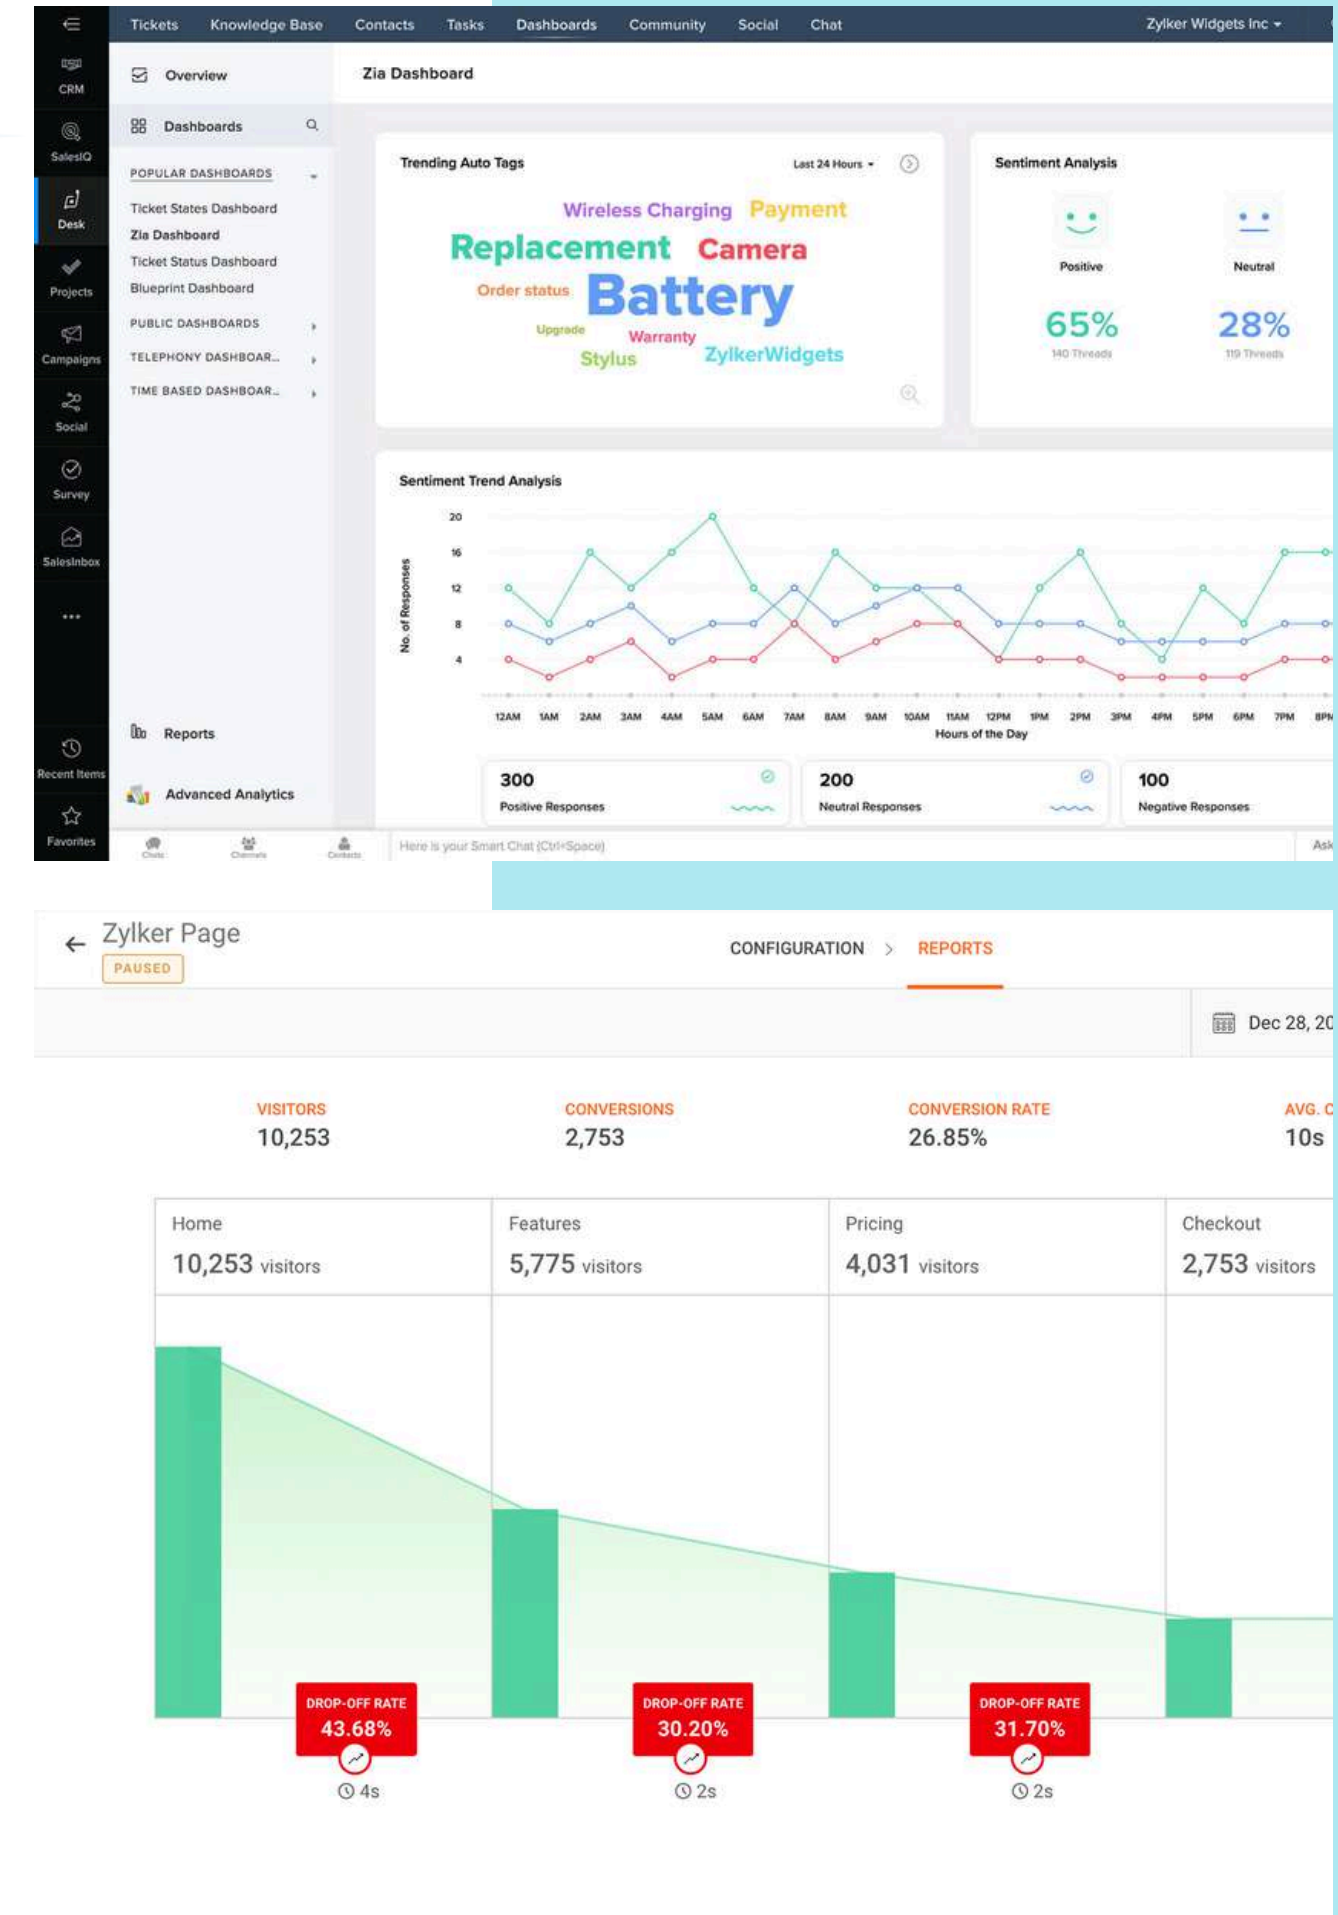 Tickets Knowledge Base Contacts Tasks Dashboards Community Social Chat Zylker Widgets Inc
CRM
SalesIQ
Desk
Projects
Campaigns
Social
Survey
SalesInbox
Recent Items
Favorites
Overview
Dashboards
POPULAR DASHBOARDS
Ticket States Dashboard
Zia Dashboard
Ticket Status Dashboard
Blueprint Dashboard
PUBLIC DASHBOARDS
TELEPHONY DASHBOAR...
TIME BASED DASHBOAR...
Reports
Advanced Analytics
Zia Dashboard
Trending Auto Tags
Last 24 Hours
Wireless Charging Payment
Replacement Camera
Order status Battery
Upgrade Warranty
Stylus ZylkerWidgets
Sentiment Analysis
Positive Neutral
65% 28%
140 Threads 119 Threads
Sentiment Trend Analysis
No. of Responses
20
16
12
8
4
12AM 1AM 2AM 3AM 4AM 5AM 6AM 7AM 8AM 9AM 10AM 11AM 12PM 1PM 2PM 3PM 4PM 5PM 6PM 7PM 8PM
Hours of the Day
300 200 100
Positive Responses Neutral Responses Negative Responses
Chats Channels Contacts Here is your Smart Chat (Ctrl+Space) Ask
Zylker Page
PAUSED
CONFIGURATION > REPORTS
Dec 28, 20
VISITORS CONVERSIONS CONVERSION RATE AVG.
10,253 2,753 26.85% 10s
Home Features Pricing Checkout
10,253 visitors 5,775 visitors 4,031 visitors 2,753 visitors
DROP-OFF RATE DROP-OFF RATE DROP-OFF RATE
43.68% 30.20% 31.70%
4s 2s 2s